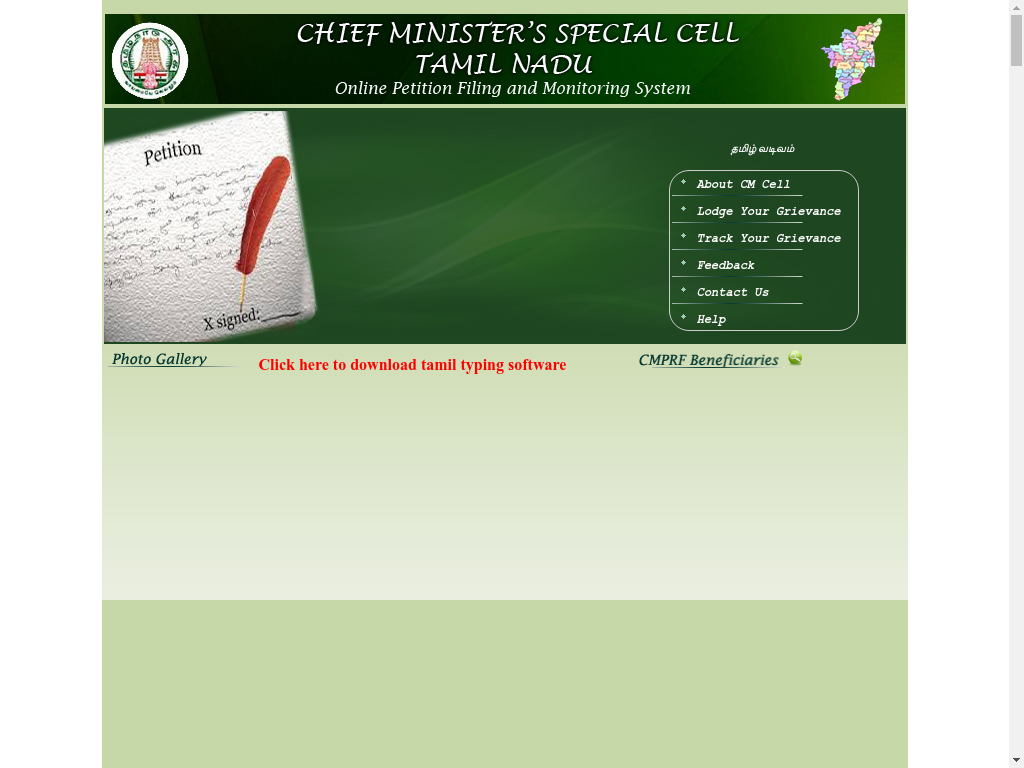 CHIEF MINISTER'S SPECIAL CELL
TAMIL NADU
Online Petition Filing and Monitoring System
Petition
X signed:
தமிழ் வடிவம்
About CM Cell
Lodge Your Grievance
Track Your Grievance
Feedback
Contact Us
Help
Photo Gallery
Click here to download tamil typing software
CMPRF Beneficiaries